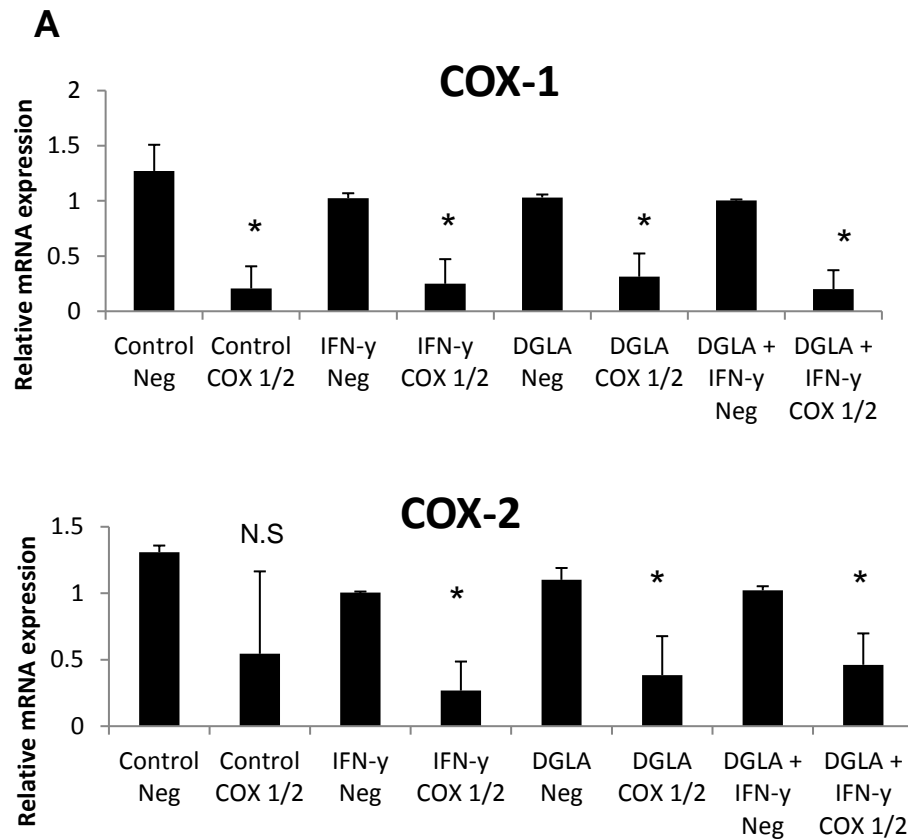 A
COX-1
Relative mRNA expression
2
1.5
1
0.5
0
* * * *
Control Control IFN-y IFN-y DGLA DGLA DGLA + DGLA +
Neg COX 1/2 Neg COX 1/2 Neg COX 1/2 IFN-y IFN-y
Neg COX 1/2
COX-2
Relative mRNA expression
1.5
1
0.5
0
N.S
* * *
Control Control IFN-y IFN-y DGLA DGLA DGLA + DGLA +
Neg COX 1/2 Neg COX 1/2 Neg COX 1/2 IFN-y IFN-y
Neg COX 1/2